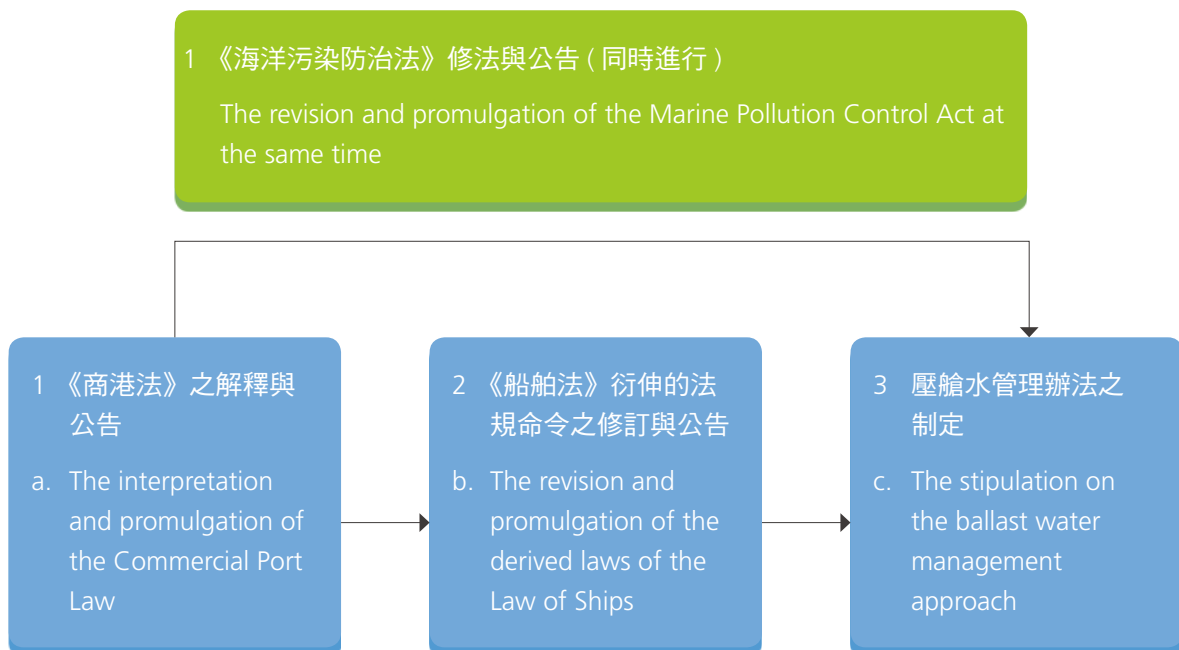 1 《海洋污染防治法》修法與公告 ( 同時進行 )
The revision and promulgation of the Marine Pollution Control Act at
the same time
1 《商港法》之解釋與
公告
a. The interpretation
and promulgation of
the Commercial Port
Law
2 《船舶法》衍伸的法
規命令之修訂與公告
b. The revision and
promulgation of the
derived laws of the
Law of Ships
3 壓艙水管理辦法之
制定
c. The stipulation on
the ballast water
management
approach